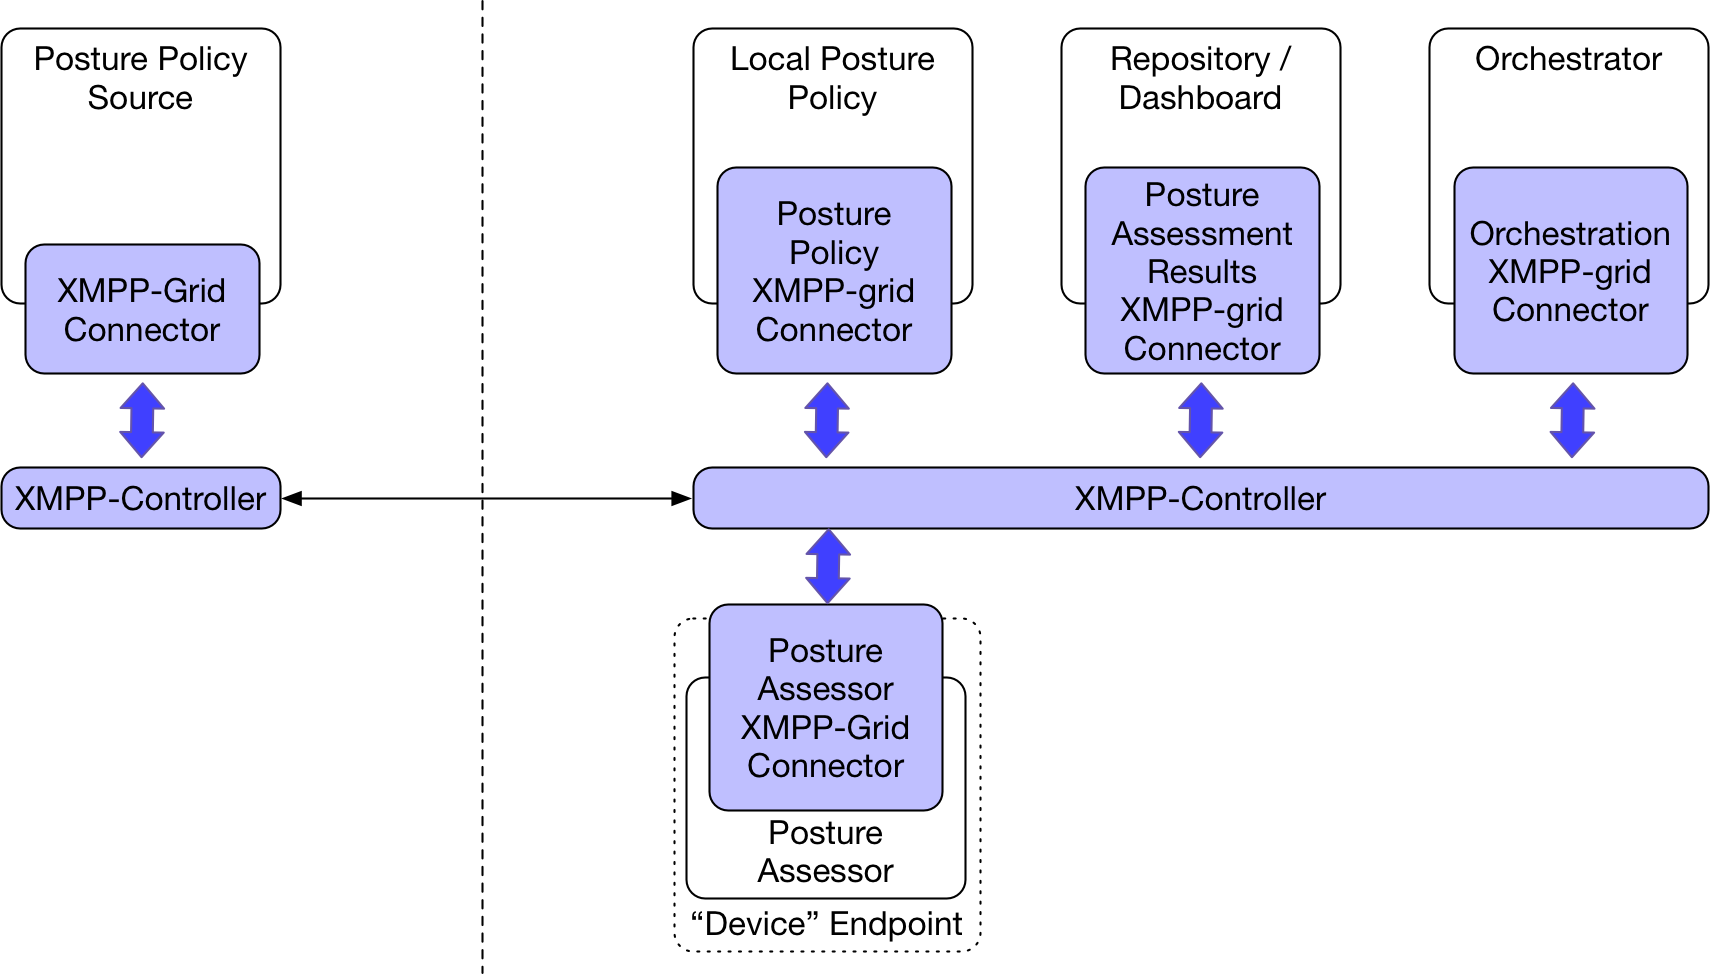 Posture Policy
Source
XMPP-Grid
Connector
XMPP-Controller
Local Posture
Policy
Posture
Policy
XMPP-grid
Connector
Repository /
Dashboard
Posture
Assessment
Results
XMPP-grid
Connector
Orchestrator
Orchestration
XMPP-grid
Connector
XMPP-Controller
Posture
Assessor
XMPP-Grid
Connector
Posture
Assessor
“Device” Endpoint